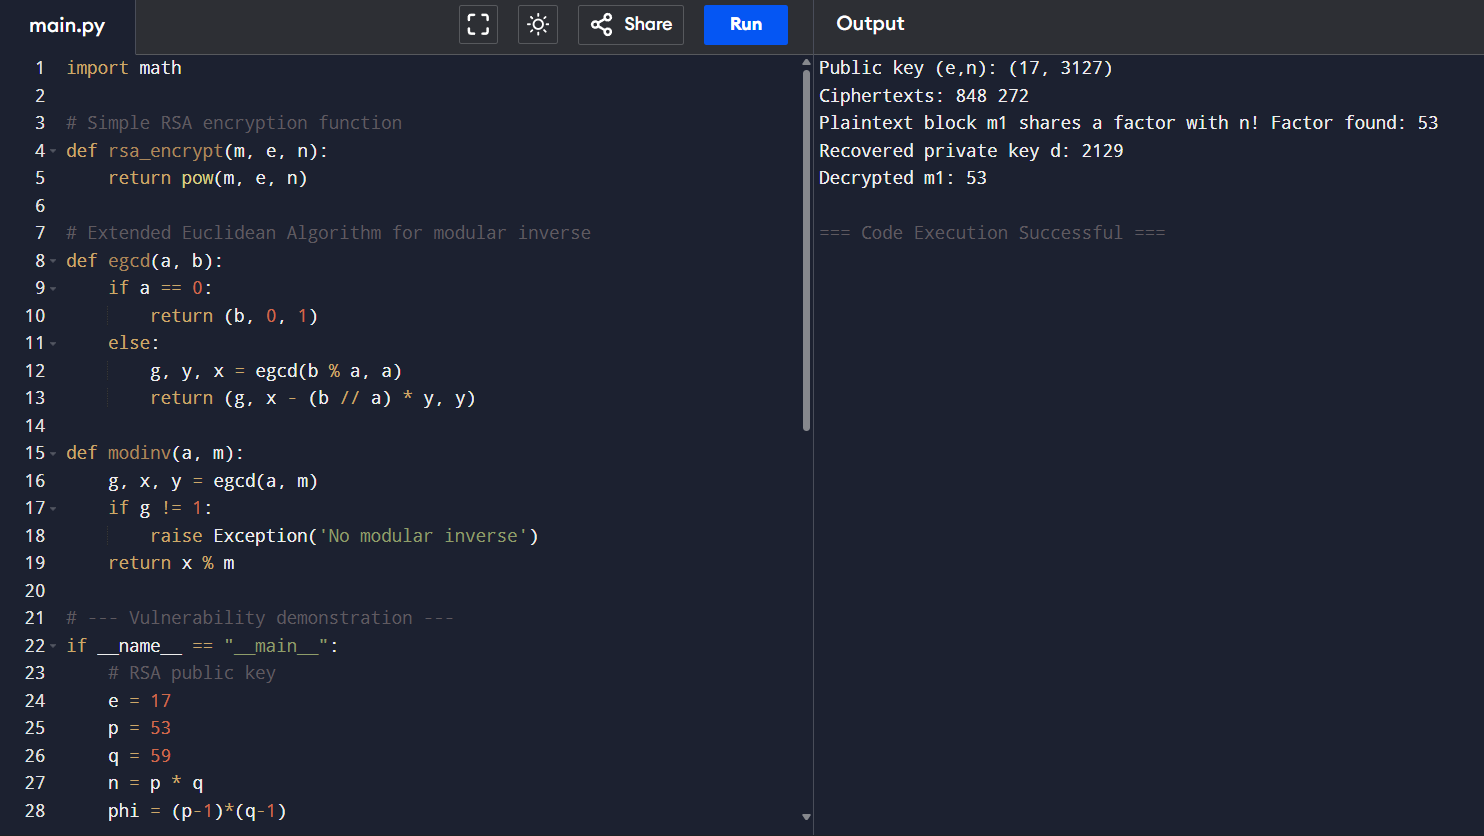 main.py
Share
Run
Output
1 import math
2
3 # Simple RSA encryption function
4 def rsa_encrypt(m, e, n):
5     return pow(m, e, n)
6
7 # Extended Euclidean Algorithm for modular inverse
8 def egcd(a, b):
9     if a == 0:
10         return (b, 0, 1)
11     else:
12         g, y, x = egcd(b % a, a)
13         return (g, x - (b // a) * y, y)
14
15 def modinv(a, m):
16     g, x, y = egcd(a, m)
17     if g != 1:
18         raise Exception('No modular inverse')
19     return x % m
20
21 # --- Vulnerability demonstration ---
22 if __name__ == "__main__":
23     # RSA public key
24     e = 17
25     p = 53
26     q = 59
27     n = p * q
28     phi = (p-1)*(q-1)
Public key (e,n): (17, 3127)
Ciphertexts: 848 272
Plaintext block m1 shares a factor with n! Factor found: 53
Recovered private key d: 2129
Decrypted m1: 53
=== Code Execution Successful ===